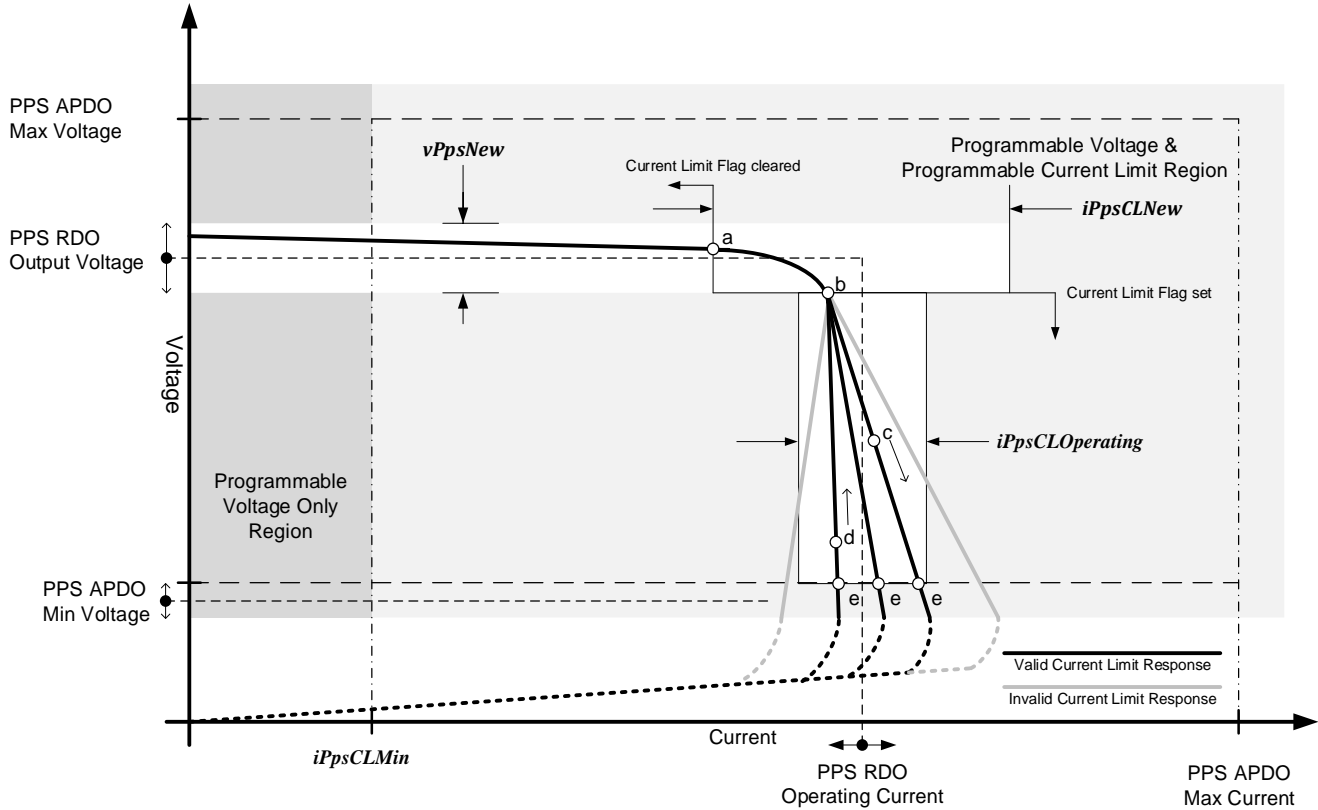 PPS APDO
Max Voltage
vPpsNew
Current Limit Flag cleared
Programmable Voltage &
Programmable Current Limit Region
iPpsCLNew
PPS RDO
Output Voltage
a
b
Current Limit Flag set
Voltage
c
iPpsCLOperating
Programmable
Voltage Only
Region
d
PPS APDO
Min Voltage
e
e
e
Valid Current Limit Response
Invalid Current Limit Response
Current
iPpsCLMin
PPS RDO
Operating Current
PPS APDO
Max Current